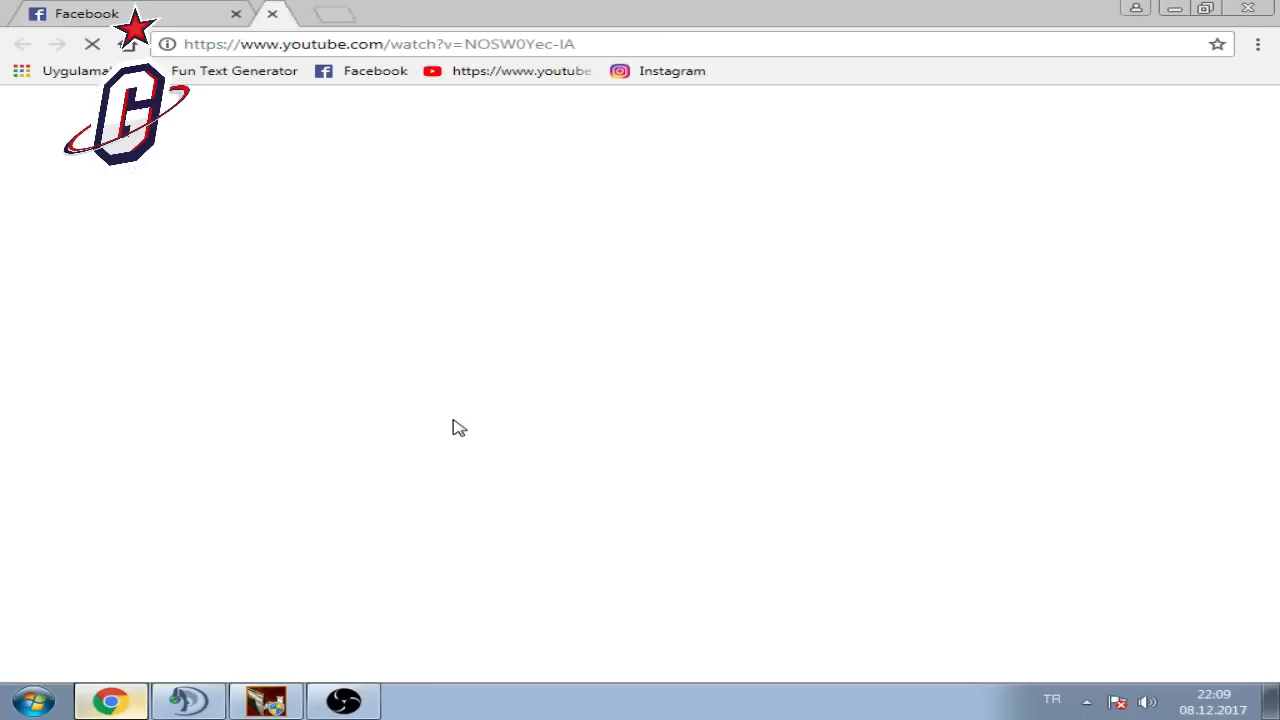 Facebook
https://www.youtube.com/watch?v=NOSW0Yec-IA
Uygulama Fun Text Generator Facebook https://www.youtube. Instagram
TR
22:09
08.12.2017